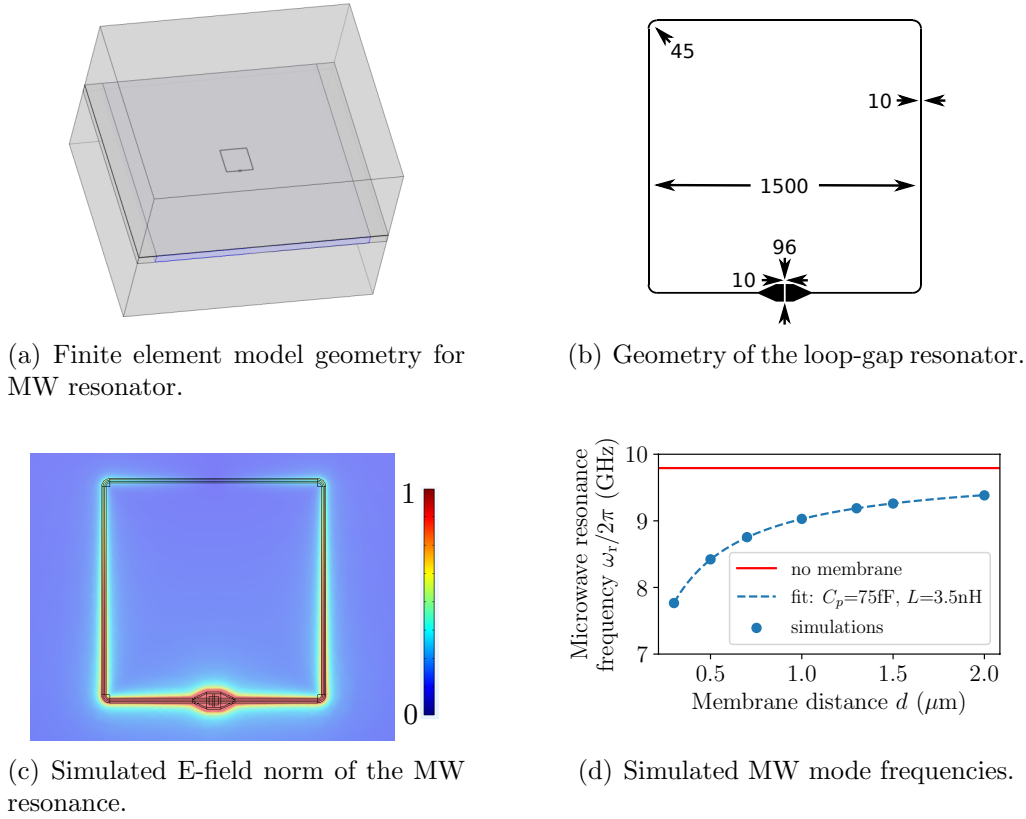 45
10
1500
96
10
(a) Finite element model geometry for
MW resonator.
(b) Geometry of the loop-gap resonator.
1
0
(c) Simulated E-field norm of the MW
resonance.
Microwave resonance
frequency ωr/2π (GHz)
10
9
8
7
no membrane
fit: Cp=75fF, L=3.5nH
simulations
0.5
1.0
1.5
2.0
Membrane distance d (μm)
(d) Simulated MW mode frequencies.